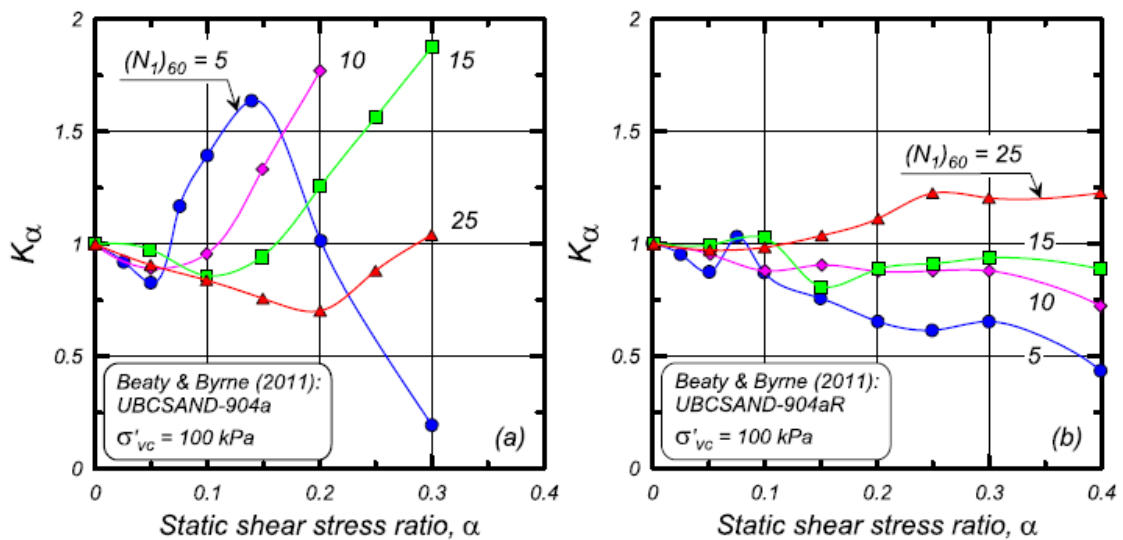 2
1.5
1
0.5
0
Kα
(N1)60 = 5
10
15
25
Beaty & Byrne (2011):
UBCSAND-904a
σ'vc = 100 kPa
(a)
0 0.1 0.2 0.3 0.4
Static shear stress ratio, α
2
1.5
1
0.5
0
Kα
(N1)60 = 25
15
10
5
Beaty & Byrne (2011):
UBCSAND-904aR
σ'vc = 100 kPa
(b)
0 0.1 0.2 0.3 0.4
Static shear stress ratio, α